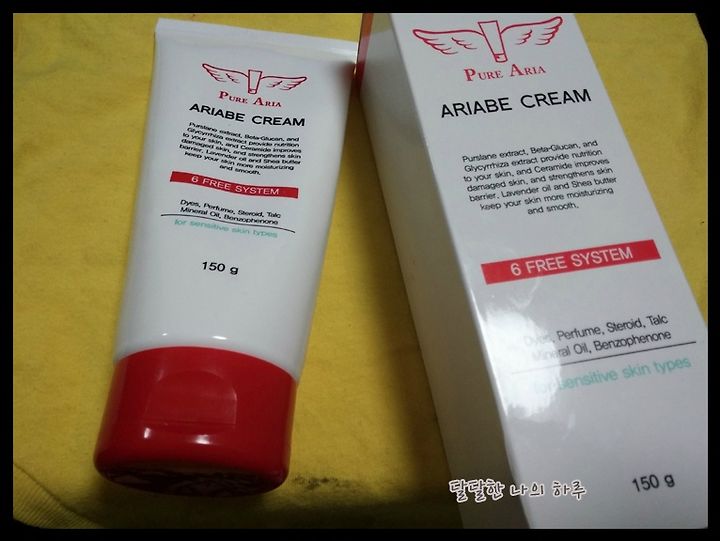 PURE ARIA
ARIABE CREAM
Purslane extract, Beta-Glucan, and
Glycyrrhiza extract provide nutrition
to your skin, and Ceramide improves
damaged skin, and strengthens skin
barrier. Lavender oil and Shea butter
keep your skin more moisturizing
and smooth.
6 FREE SYSTEM
Dyes, Perfume, Steroid, Talc
Mineral Oil, Benzophenone
for sensitive skin types
150 g
PURE ARIA
ARIABE CREAM
Purslane extract, Beta-Glucan, and
Glycyrrhiza extract provide nutrition
to your skin, and Ceramide improves
damaged skin, and strengthens skin
barrier. Lavender oil and Shea butter
keep your skin more moisturizing
and smooth.
6 FREE SYSTEM
Dyes, Perfume, Steroid, Talc
Mineral Oil, Benzophenone
for sensitive skin types
150 g
달달한 나의 하루